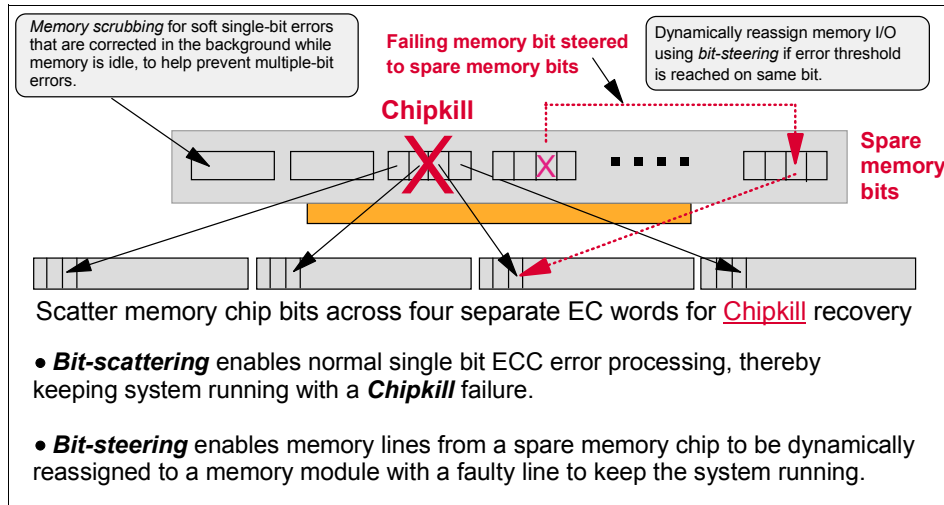 Memory scrubbing for soft single-bit errors
that are corrected in the background while
memory is idle, to help prevent multiple-bit
errors.
Failing memory bit steered
to spare memory bits
Dynamically reassign memory I/O
using bit-steering if error threshold
is reached on same bit.
Chipkill
X
X
Spare
memory
bits
Scatter memory chip bits across four separate EC words for Chipkill recovery
● Bit-scattering enables normal single bit ECC error processing, thereby
keeping system running with a Chipkill failure.
● Bit-steering enables memory lines from a spare memory chip to be dynamically
reassigned to a memory module with a faulty line to keep the system running.